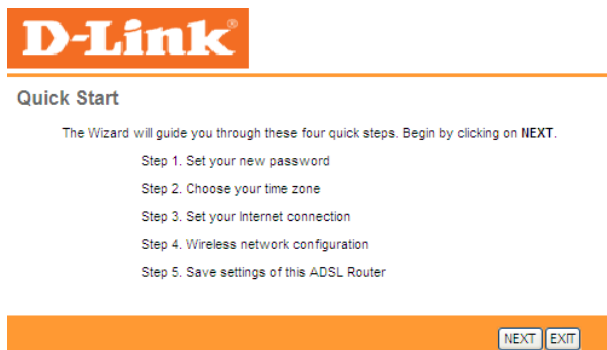 D-Link®
Quick Start
The Wizard will guide you through these four quick steps. Begin by clicking on NEXT.
Step 1. Set your new password
Step 2. Choose your time zone
Step 3. Set your Internet connection
Step 4. Wireless network configuration
Step 5. Save settings of this ADSL Router
NEXT EXIT